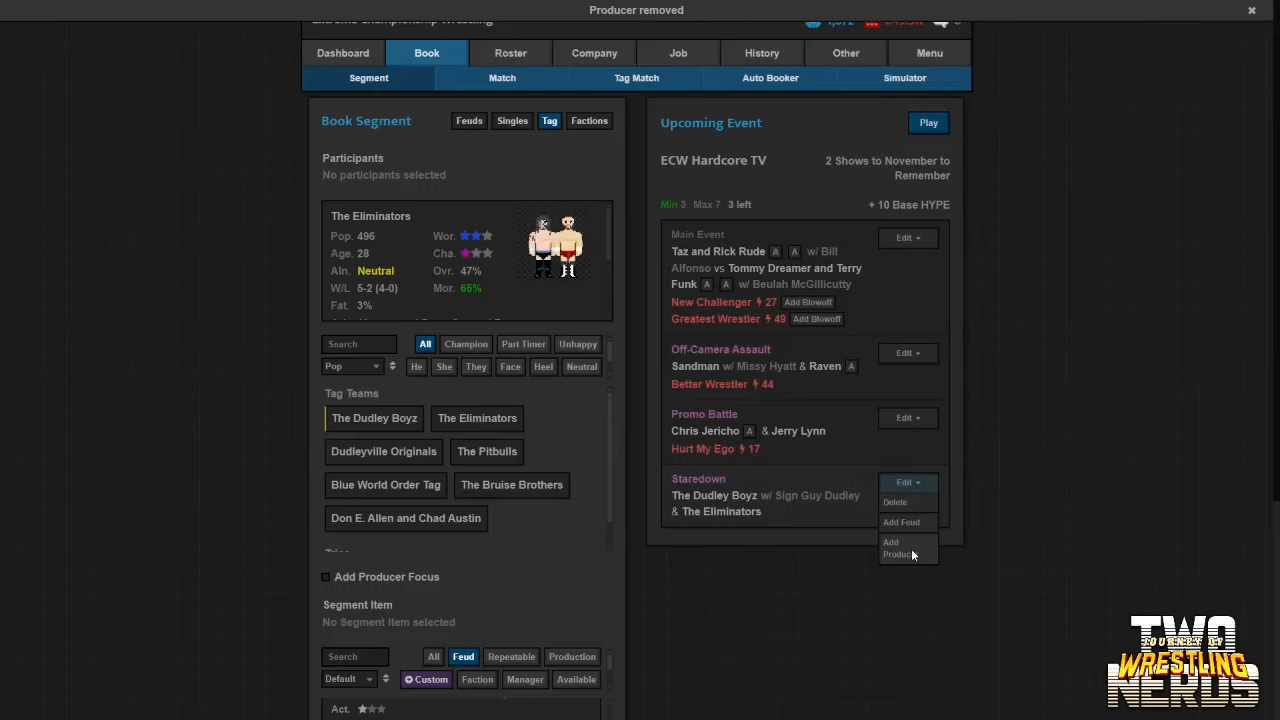 Producer removed
Dashboard
Book
Roster
Company
Job
History
Other
Menu
Segment
Match
Tag Match
Auto Booker
Simulator
Book Segment
Feuds
Singles
Tag
Factions
Participants
No participants selected
The Eliminators
Pop. 496
Wor.
Age. 28
Cha.
Aln. Neutral
Ovr. 47%
W/L 5-2 (4-0)
Mor. 65%
Fat. 3%
Search
All
Champion
Part Timer
Unhappy
Pop
He
She
They
Face
Heel
Neutral
Tag Teams
The Dudley Boyz
The Eliminators
Dudleyville Originals
The Pitbulls
Blue World Order Tag
The Bruise Brothers
Don E. Allen and Chad Austin
Add Producer Focus
Segment Item
No Segment Item selected
Search
All
Feud
Repeatable
Production
Default
Custom
Faction
Manager
Available
Act.
Upcoming Event
Play
ECW Hardcore TV
2 Shows to November to
Remember
Min 3 Max 7 3 left
+ 10 Base HYPE
Main Event
Edit
Taz and Rick Rude A A w/ Bill
Alfonso vs Tommy Dreamer and Terry
Funk A A w/ Beulah McGillicutty
New Challenger 27 Add Blowoff
Greatest Wrestler 49 Add Blowoff
Off-Camera Assault
Edit
Sandman w/ Missy Hyatt & Raven A
Better Wrestler 44
Promo Battle
Edit
Chris Jericho A & Jerry Lynn
Hurt My Ego 17
Staredown
Edit
The Dudley Boyz w/ Sign Guy Dudley
& The Eliminators
Delete
Add Feud
Add
TWO
JOURNEY OF
WRESTLING
NERDS